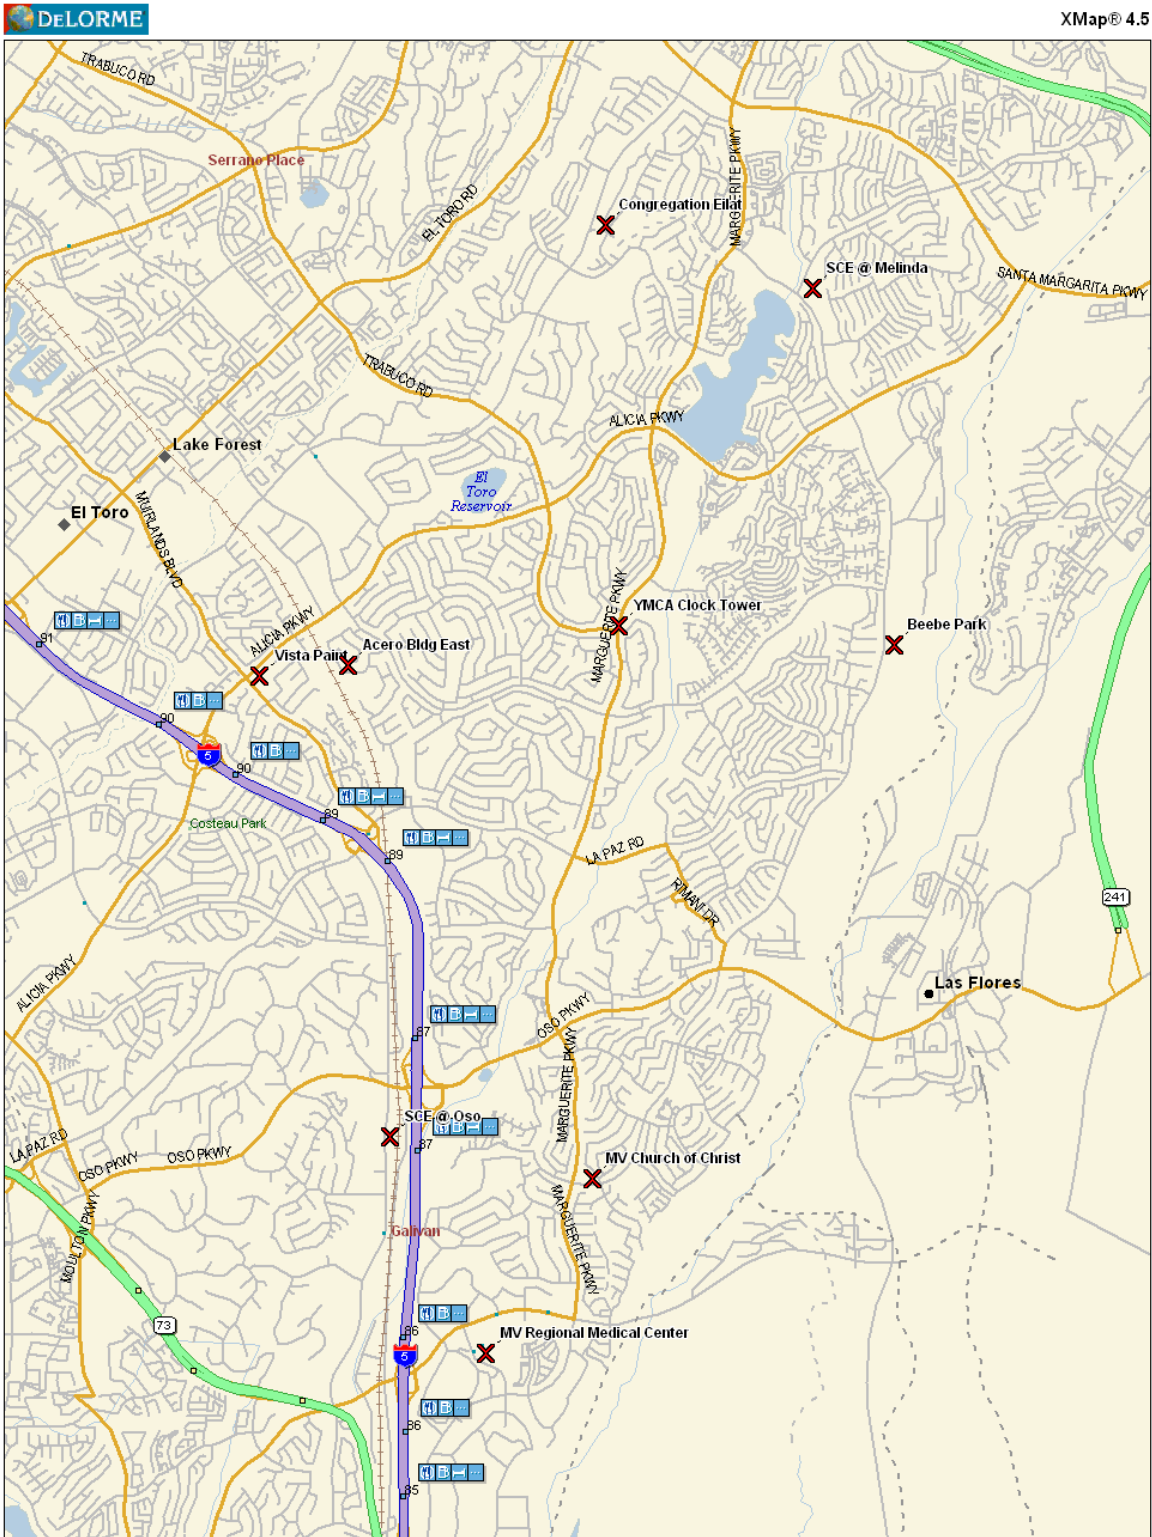 DELORME
XMap® 4.5
TRABUCO RD
Serrano Place
MARGUERITE PKWY
EL TORO RD
Congregation Eilat
SCE @ Melinda
SANTA MARGARITA PKWY
TRABUCO RD
ALICIA PKWY
Lake Forest
El
Toro
Reservoir
El Toro
MUIRLANDS BLVD
MARGUERITE PKWY
YMCA Clock Tower
ALICIA PKWY
Beebe Park
91
Acero Bldg East
Vista Paint
90
5
90
89
Costeau Park
89
LA PAZ RD
RIMANI DR
241
ALICIA PKWY
Las Flores
OSO PKWY
87
MARGUERITE PKWY
SCE @ Oso
LA PAZ RD
OSO PKWY
OSO PKWY
87
MV Church of Christ
MOULTON PKWY
MARGUERITE PKWY
Galivan
73
86
MV Regional Medical Center
5
86
85